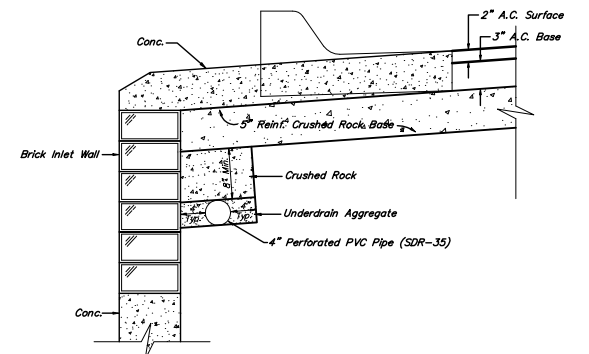 2" A.C. Surface
3" A.C. Base
Conc.
5" Reinf. Crushed Rock Base
Brick Inlet Wall
8" Min.
Crushed Rock
Typ.
Typ.
Underdrain Aggregate
4" Perforated PVC Pipe (SDR-35)
Conc.